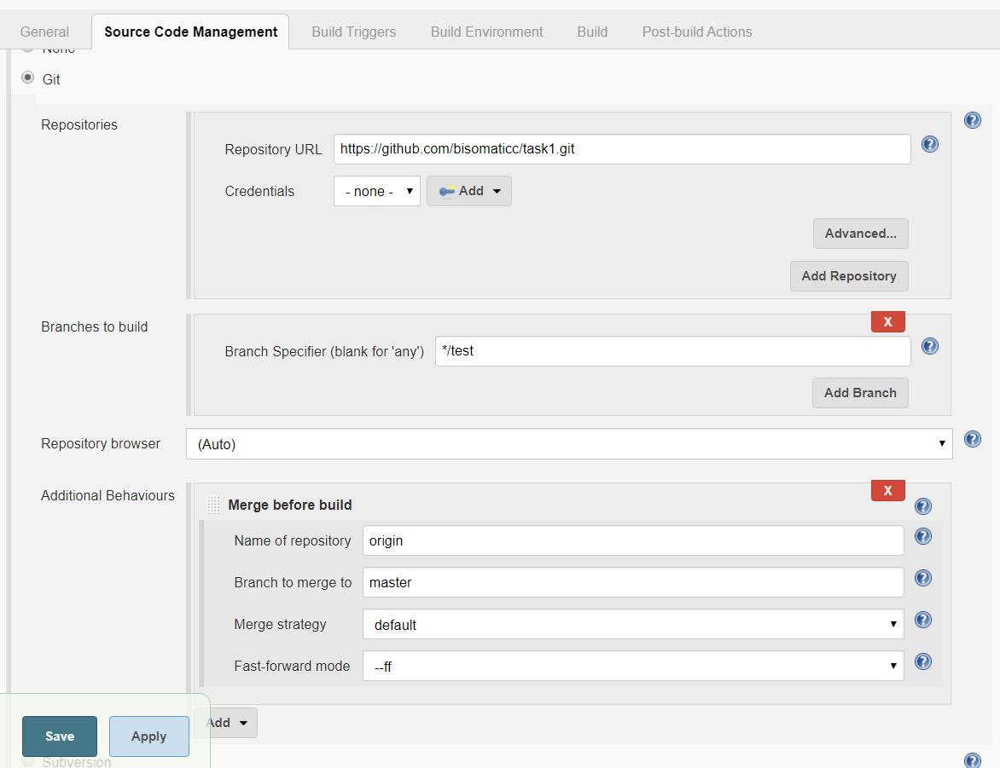 General Source Code Management Build Triggers Build Environment Build Post-build Actions
None
Git
Repositories
Repository URL https://github.com/bisomaticc/task1.git
Credentials - none - Add
Advanced...
Add Repository
Branches to build
X
Branch Specifier (blank for 'any') */test
Add Branch
Repository browser (Auto)
Additional Behaviours
X
Merge before build
Name of repository origin
Branch to merge to master
Merge strategy default
Fast-forward mode --ff
Add
Save Apply
Subversion